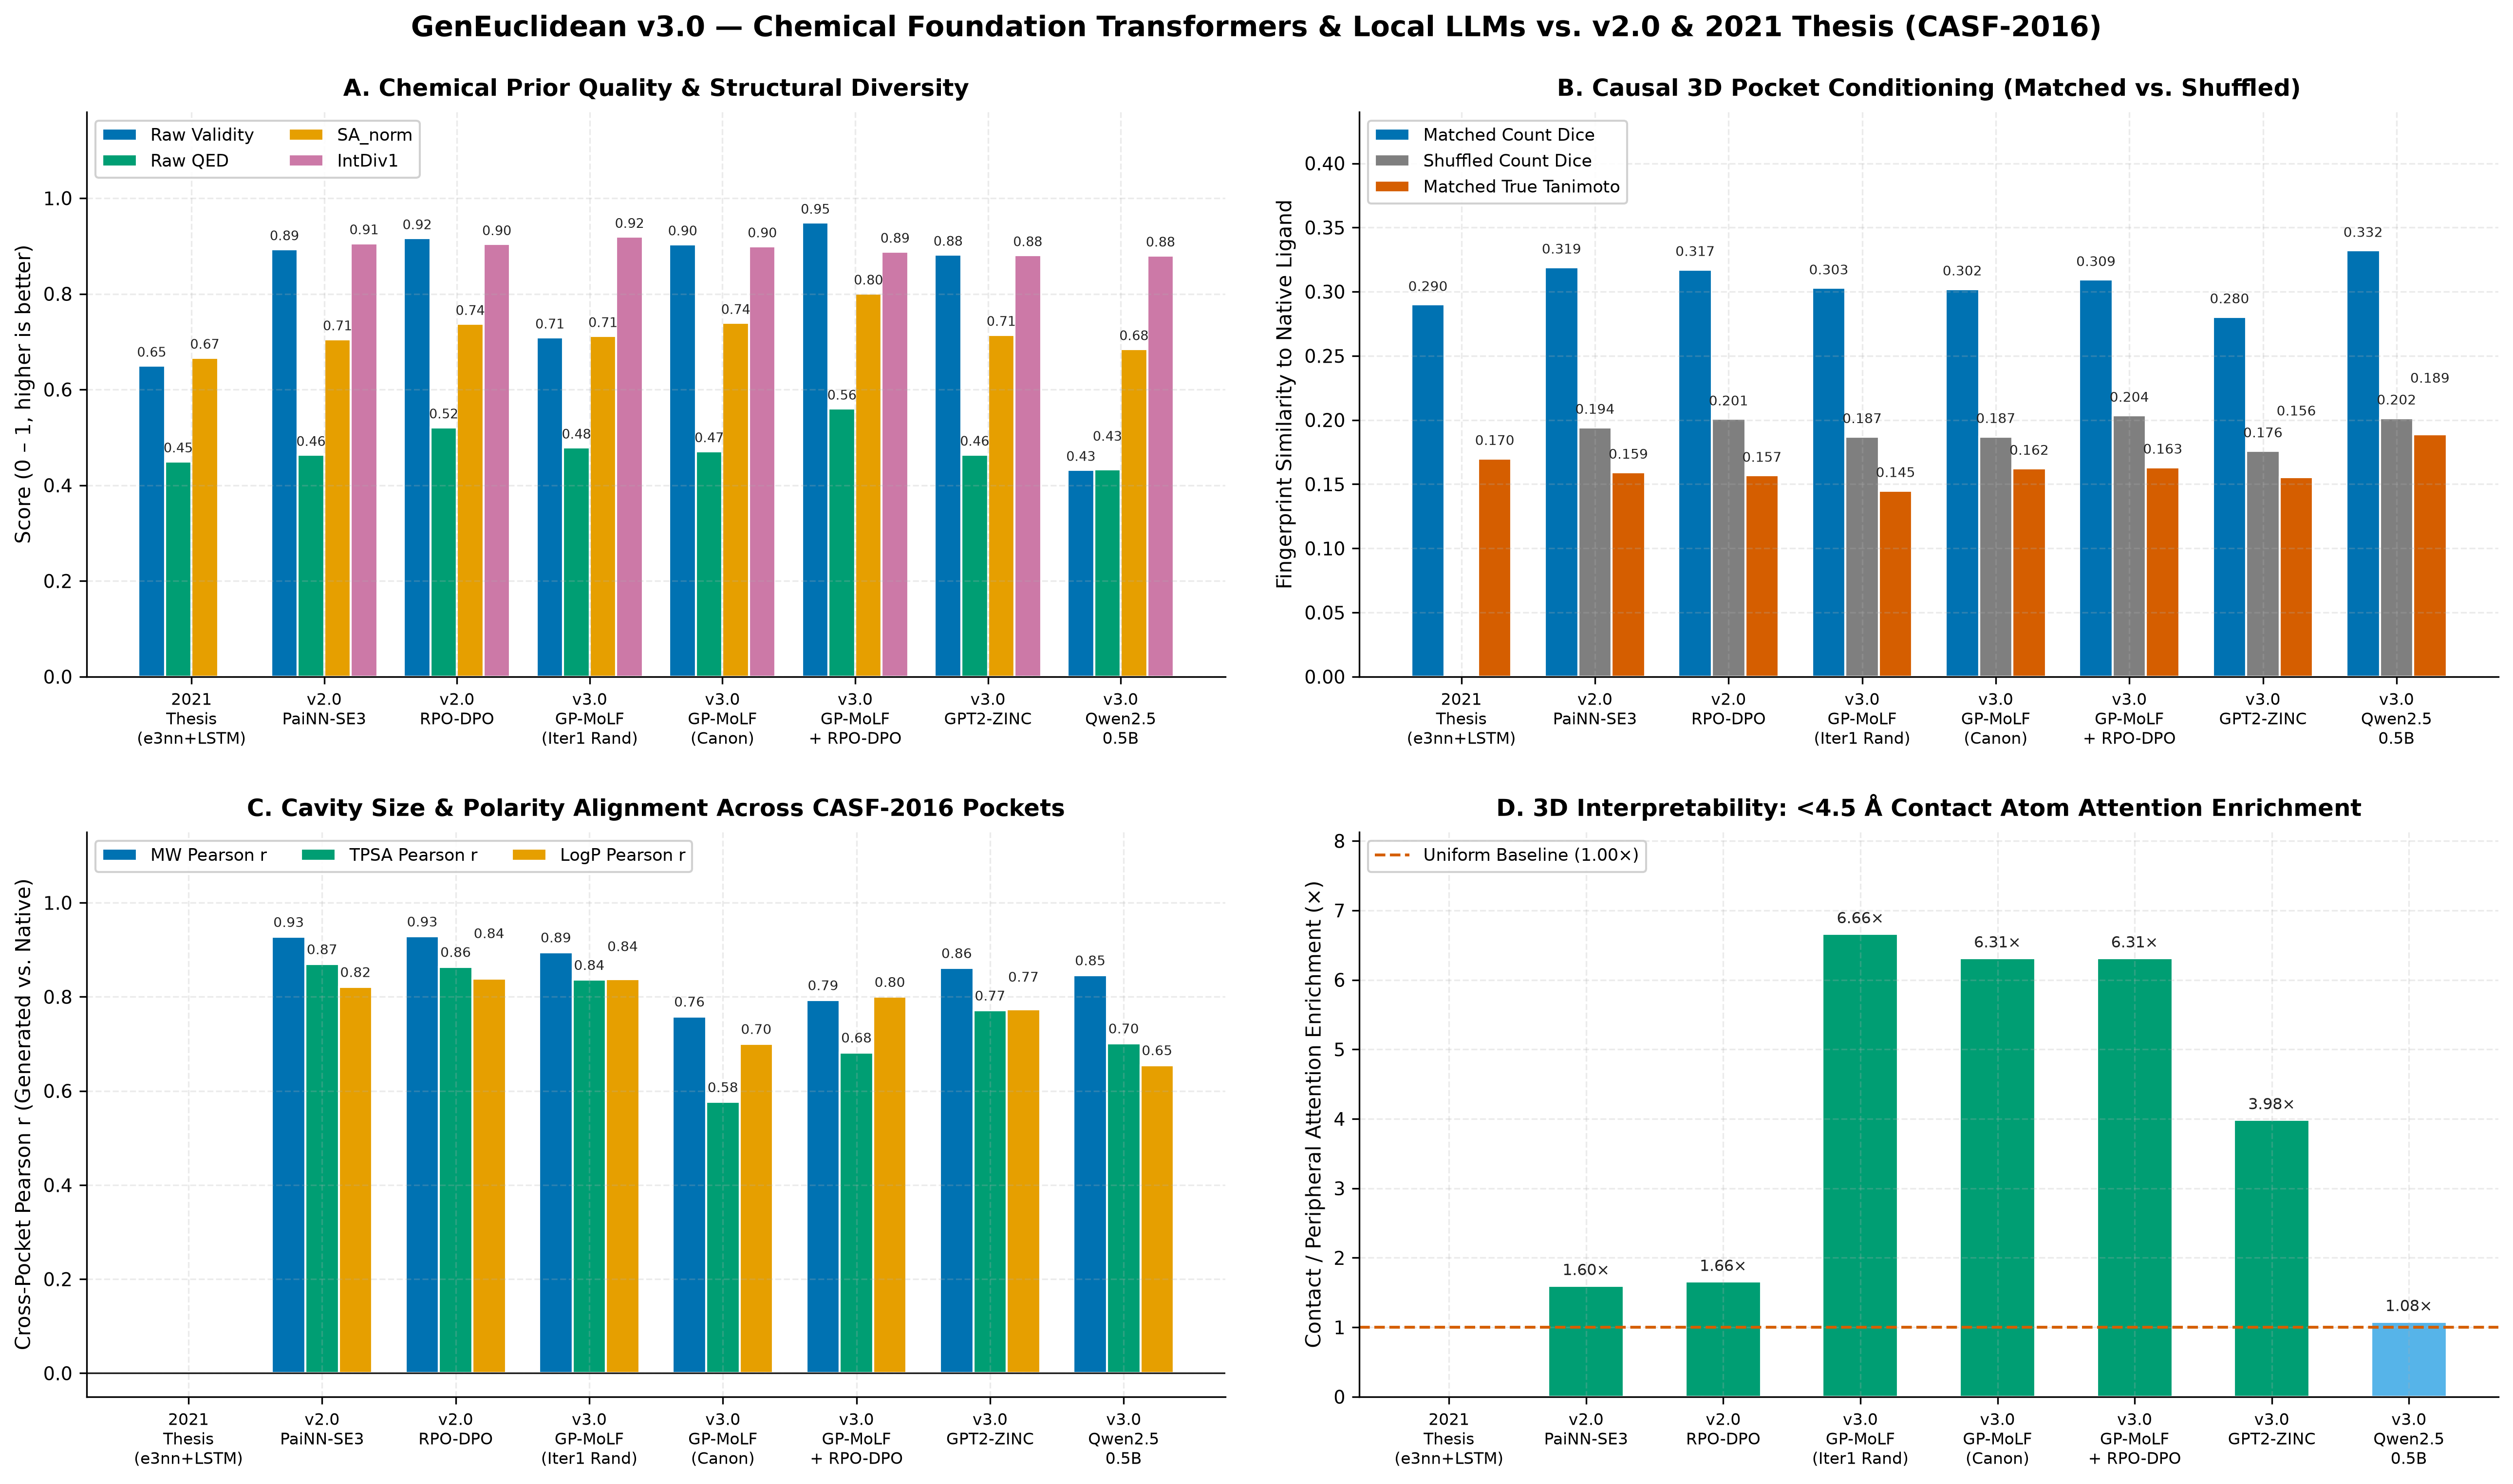 GenEuclidean v3.0 — Chemical Foundation Transformers & Local LLMs vs. v2.0 & 2021 Thesis (CASF-2016)
A. Chemical Prior Quality & Structural Diversity
Raw Validity
SA_norm
Raw QED
IntDiv1
Score (0 – 1, higher is better)
1.0
0.8
0.6
0.4
0.2
0.0
0.65
0.45
0.67
0.89
0.46
0.71
0.91
0.92
0.52
0.74
0.90
0.71
0.48
0.71
0.92
0.90
0.47
0.74
0.90
0.95
0.56
0.80
0.89
0.88
0.46
0.71
0.88
0.43
0.43
0.68
0.88
2021
Thesis
(e3nn+LSTM)
v2.0
PaiNN-SE3
v2.0
RPO-DPO
v3.0
GP-MoLF
(Iter1 Rand)
v3.0
GP-MoLF
(Canon)
v3.0
GP-MoLF
+ RPO-DPO
v3.0
GPT2-ZINC
v3.0
Qwen2.5
0.5B
B. Causal 3D Pocket Conditioning (Matched vs. Shuffled)
Matched Count Dice
Shuffled Count Dice
Matched True Tanimoto
Fingerprint Similarity to Native Ligand
0.40
0.35
0.30
0.25
0.20
0.15
0.10
0.05
0.00
0.290
0.170
0.319
0.194
0.159
0.317
0.201
0.157
0.303
0.187
0.145
0.302
0.187
0.162
0.309
0.204
0.163
0.280
0.176
0.156
0.332
0.202
0.189
2021
Thesis
(e3nn+LSTM)
v2.0
PaiNN-SE3
v2.0
RPO-DPO
v3.0
GP-MoLF
(Iter1 Rand)
v3.0
GP-MoLF
(Canon)
v3.0
GP-MoLF
+ RPO-DPO
v3.0
GPT2-ZINC
v3.0
Qwen2.5
0.5B
C. Cavity Size & Polarity Alignment Across CASF-2016 Pockets
MW Pearson r
TPSA Pearson r
LogP Pearson r
Cross-Pocket Pearson r (Generated vs. Native)
1.0
0.8
0.6
0.4
0.2
0.0
0.93
0.87
0.82
0.93
0.86
0.84
0.89
0.84
0.84
0.76
0.58
0.70
0.79
0.68
0.80
0.86
0.77
0.77
0.85
0.70
0.65
2021
Thesis
(e3nn+LSTM)
v2.0
PaiNN-SE3
v2.0
RPO-DPO
v3.0
GP-MoLF
(Iter1 Rand)
v3.0
GP-MoLF
(Canon)
v3.0
GP-MoLF
+ RPO-DPO
v3.0
GPT2-ZINC
v3.0
Qwen2.5
0.5B
D. 3D Interpretability: <4.5 Å Contact Atom Attention Enrichment
Uniform Baseline (1.00×)
Contact / Peripheral Attention Enrichment (×)
8
7
6
5
4
3
2
1
0
1.60×
1.66×
6.66×
6.31×
6.31×
3.98×
1.08×
2021
Thesis
(e3nn+LSTM)
v2.0
PaiNN-SE3
v2.0
RPO-DPO
v3.0
GP-MoLF
(Iter1 Rand)
v3.0
GP-MoLF
(Canon)
v3.0
GP-MoLF
+ RPO-DPO
v3.0
GPT2-ZINC
v3.0
Qwen2.5
0.5B